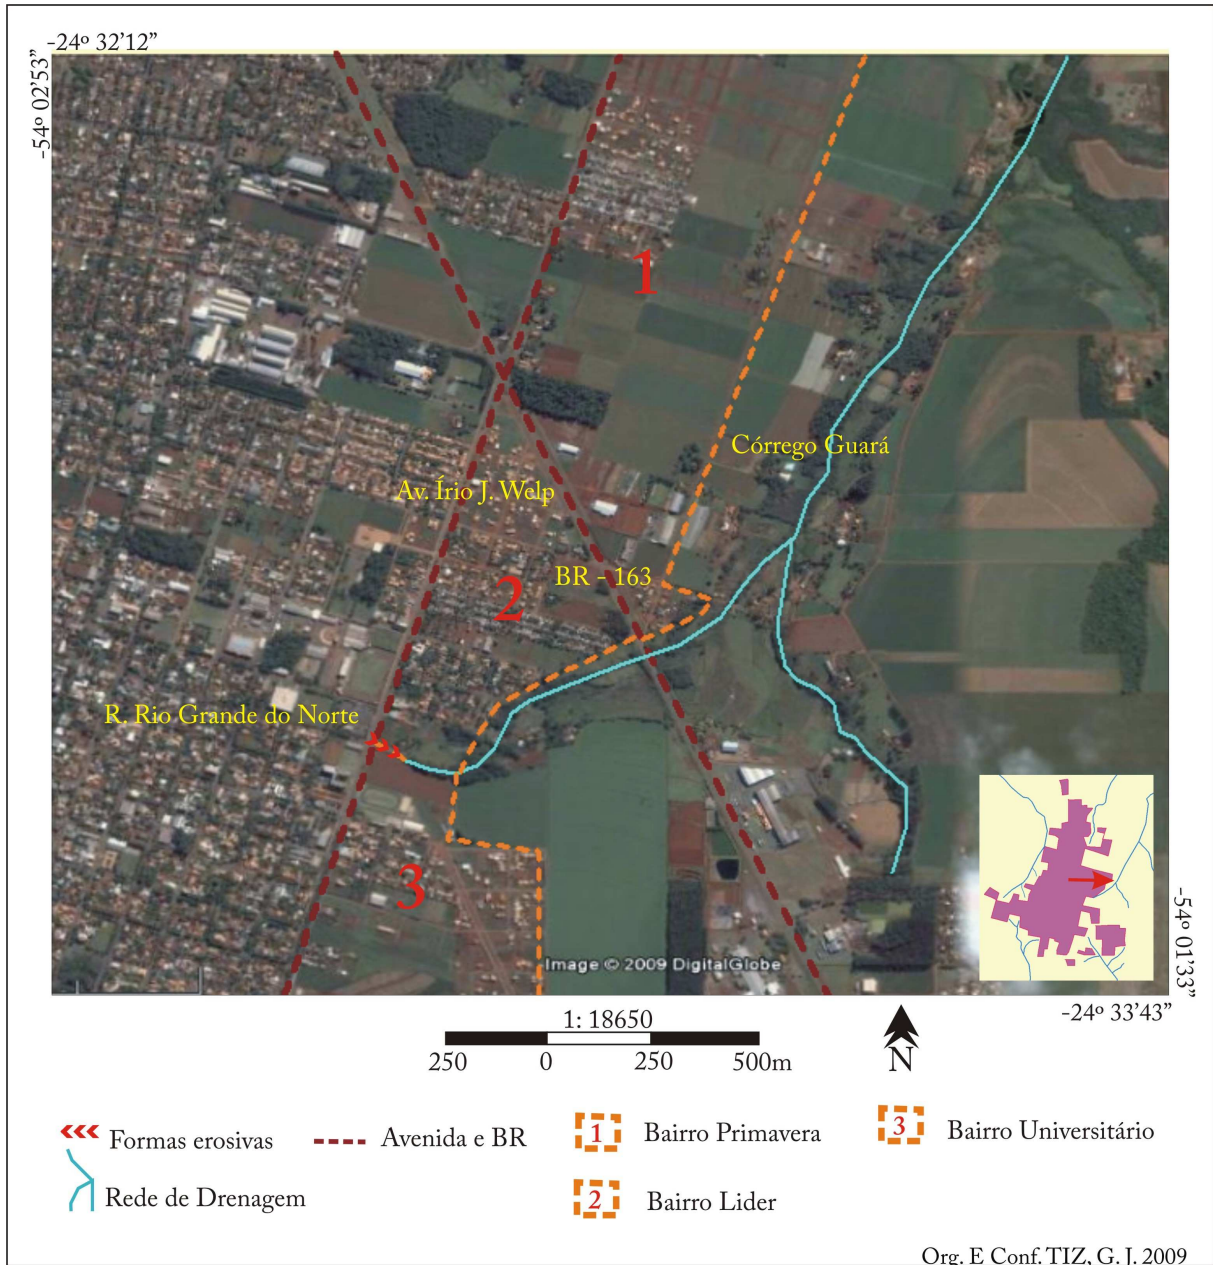 -24º 32'12"
-54º 02'53"
1
Córrego Guará
Av. Írio J. Welp
BR - 163
2
R. Rio Grande do Norte
3
Image © 2009 DigitalGlobe
-54º 01'33"
-24º 33'43"
1: 18650
250 0 250 500m
N
Formas erosivas
Avenida e BR
1 Bairro Primavera
3 Bairro Universitário
Rede de Drenagem
2 Bairro Lider
Org. E Conf. TIZ, G. J. 2009